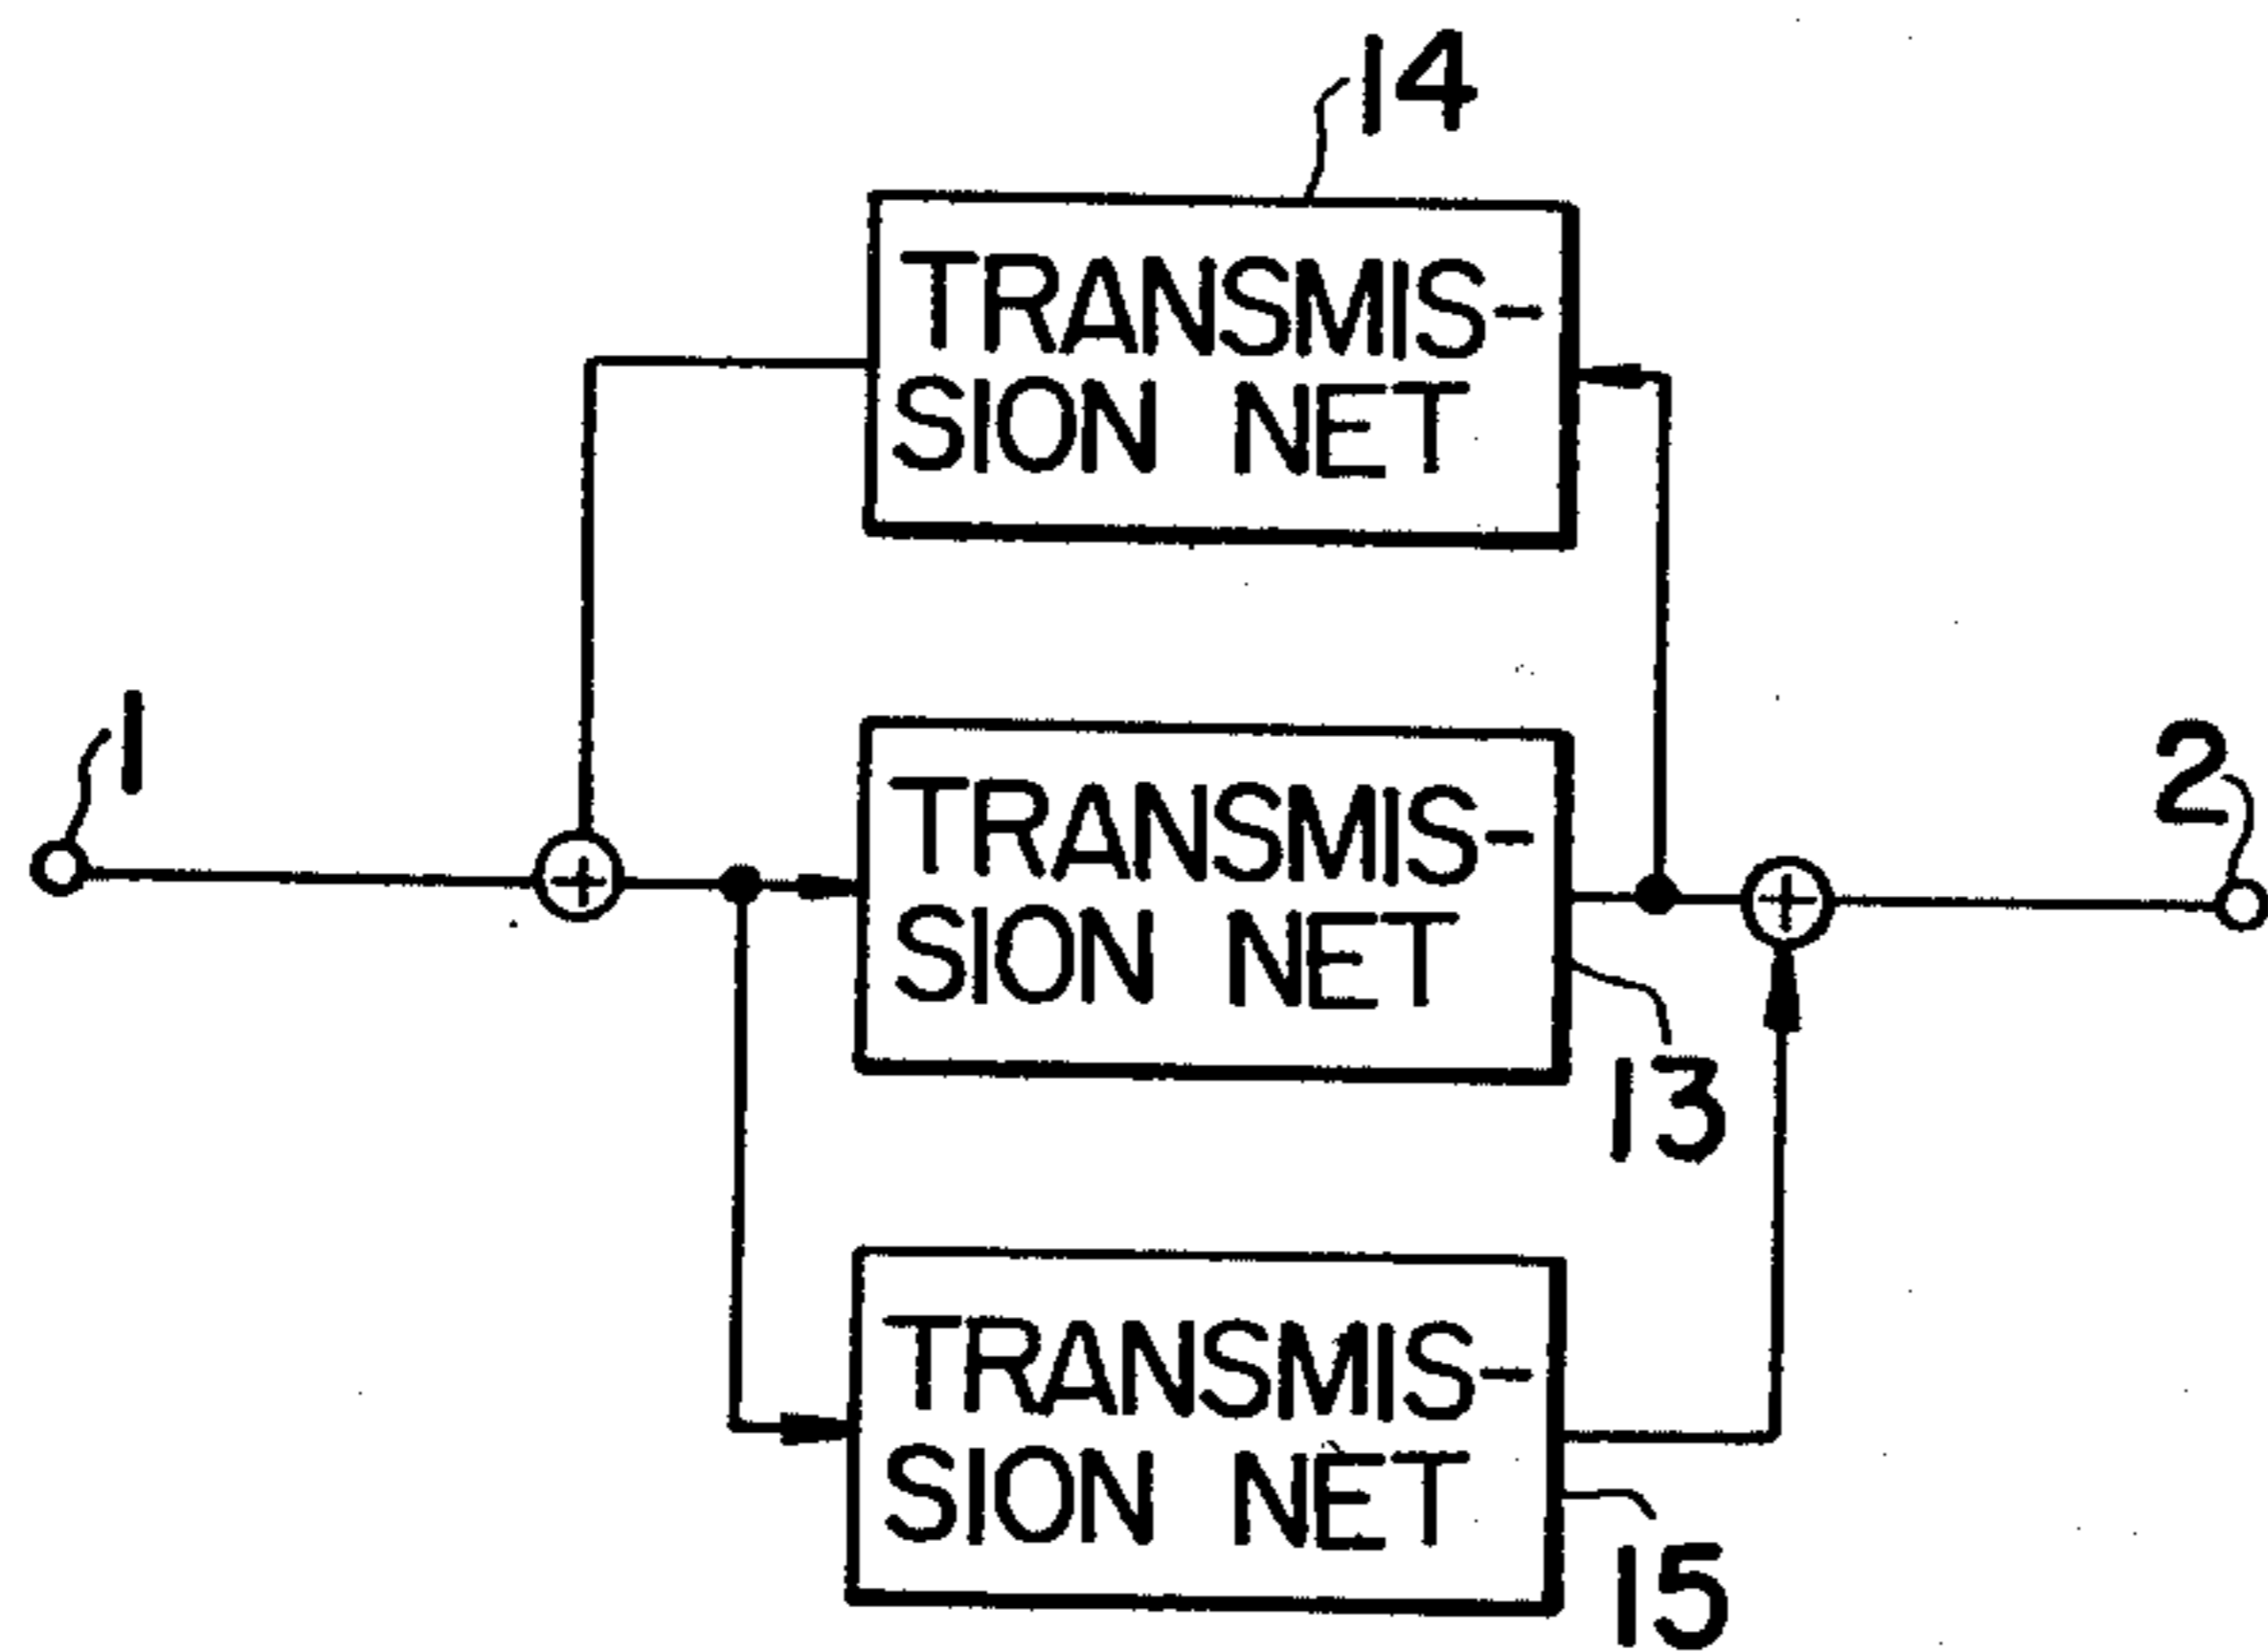 14
TRANSMIS-
SION NET
1
2
TRANSMIS-
SION NET
13
TRANSMIS-
SION NET
15